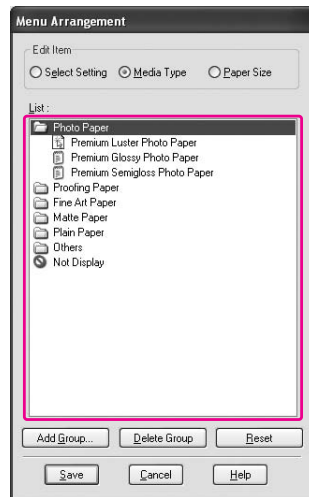 Menu Arrangement
Edit Item
Select Setting Media Type Paper Size
List :
Photo Paper
Premium Luster Photo Paper
Premium Glossy Photo Paper
Premium Semigloss Photo Paper
Proofing Paper
Fine Art Paper
Matte Paper
Plain Paper
Others
Not Display
Add Group... Delete Group Reset
Save Cancel Help